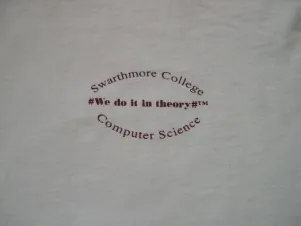 Swarthmore College
#We do it in theory#™
Computer Science